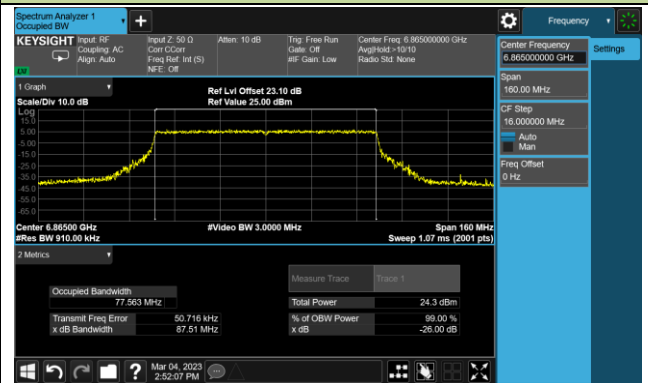 Spectrum Analyzer 1
Occupied BW
Frequency
KEYSIGHT
Input: RF
Coupling: AC
Align: Auto
Input Z: 50 Ω
Corr CCorr
Freq Ref: Int (S)
NFE: Off
Atten: 10 dB
Trig: Free Run
Gate: Off
#IF Gain: Low
Center Freq: 6.865000000 GHz
Avg|Hold:>10/10
Radio Std: None
Center Frequency
6.865000000 GHz
Settings
Span
160.00 MHz
CF Step
16.000000 MHz
Auto
Man
Freq Offset
0 Hz
1 Graph
Scale/Div 10.0 dB
Ref Lvl Offset 23.10 dB
Ref Value 25.00 dBm
Log
15.0
5.00
-5.00
-15.0
-25.0
-35.0
-45.0
-55.0
-65.0
Center 6.86500 GHz
#Res BW 910.00 kHz
#Video BW 3.0000 MHz
Span 160 MHz
Sweep 1.07 ms (2001 pts)
2 Metrics
Measure Trace
Trace 1
Occupied Bandwidth
77.563 MHz
Total Power
24.3 dBm
Transmit Freq Error
50.716 kHz
% of OBW Power
99.00 %
x dB Bandwidth
87.51 MHz
x dB
-26.00 dB
Mar 04, 2023
2:52:07 PM